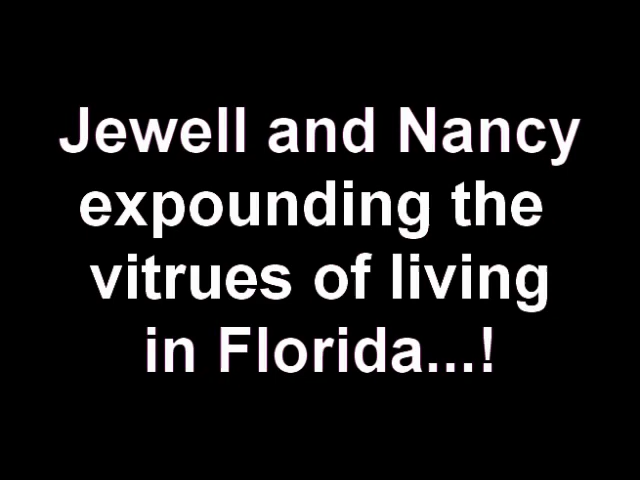 Jewell and Nancy
expounding the
vitrues of living
in Florida...!